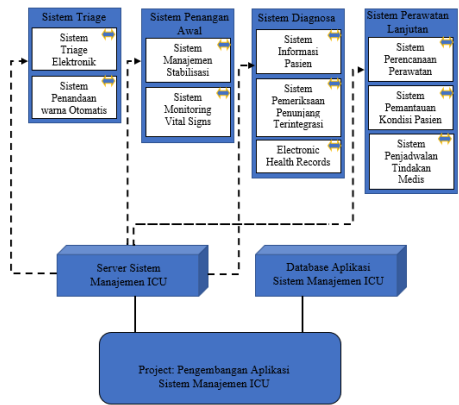 Sistem Triage
Sistem
Triage
Elektronik
Sistem
Penandaan
warna Otomatis
Sistem Penangan
Awal
Sistem
Manajemen
Stabilisasi
Sistem
Monitoring
Vital Signs
Sistem Diagnosa
Sistem
Informasi
Pasien
Sistem
Pemeriksaan
Penunjang
Terintegrasi
Electronic
Health Records
Sistem Perawatan
Lanjutan
Sistem
Perencanaan
Perawatan
Sistem
Pemantauan
Kondisi Pasien
Sistem
Penjadwalan
Tindakan
Medis
Server Sistem
Manajemen ICU
Database Aplikasi
Sistem Manajemen ICU
Project: Pengembangan Aplikasi
Sistem Manajemen ICU